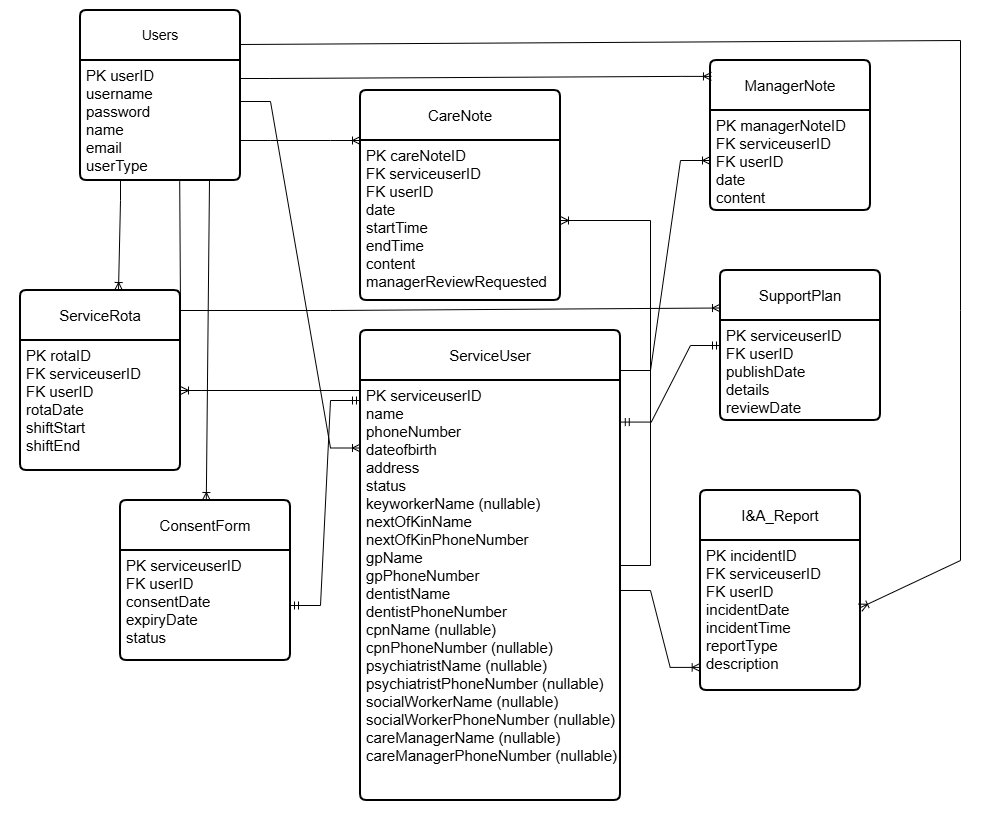 Users
PK userID
username
password
name
email
userType
CareNote
PK careNoteID
FK serviceuserID
FK userID
date
startTime
endTime
content
managerReviewRequested
ManagerNote
PK managerNoteID
FK serviceuserID
FK userID
date
content
ServiceRota
PK rotaID
FK serviceuserID
FK userID
rotaDate
shiftStart
shiftEnd
ServiceUser
PK serviceuserID
name
phoneNumber
dateofbirth
address
status
keyworkerName (nullable)
nextOfKinName
nextOfKinPhoneNumber
gpName
gpPhoneNumber
dentistName
dentistPhoneNumber
cpnName (nullable)
cpnPhoneNumber (nullable)
psychiatristName (nullable)
psychiatristPhoneNumber (nullable)
socialWorkerName (nullable)
socialWorkerPhoneNumber (nullable)
careManagerName (nullable)
careManagerPhoneNumber (nullable)
SupportPlan
PK serviceuserID
FK userID
publishDate
details
reviewDate
ConsentForm
PK serviceuserID
FK userID
consentDate
expiryDate
status
I&A_Report
PK incidentID
FK serviceuserID
FK userID
incidentDate
incidentTime
reportType
description